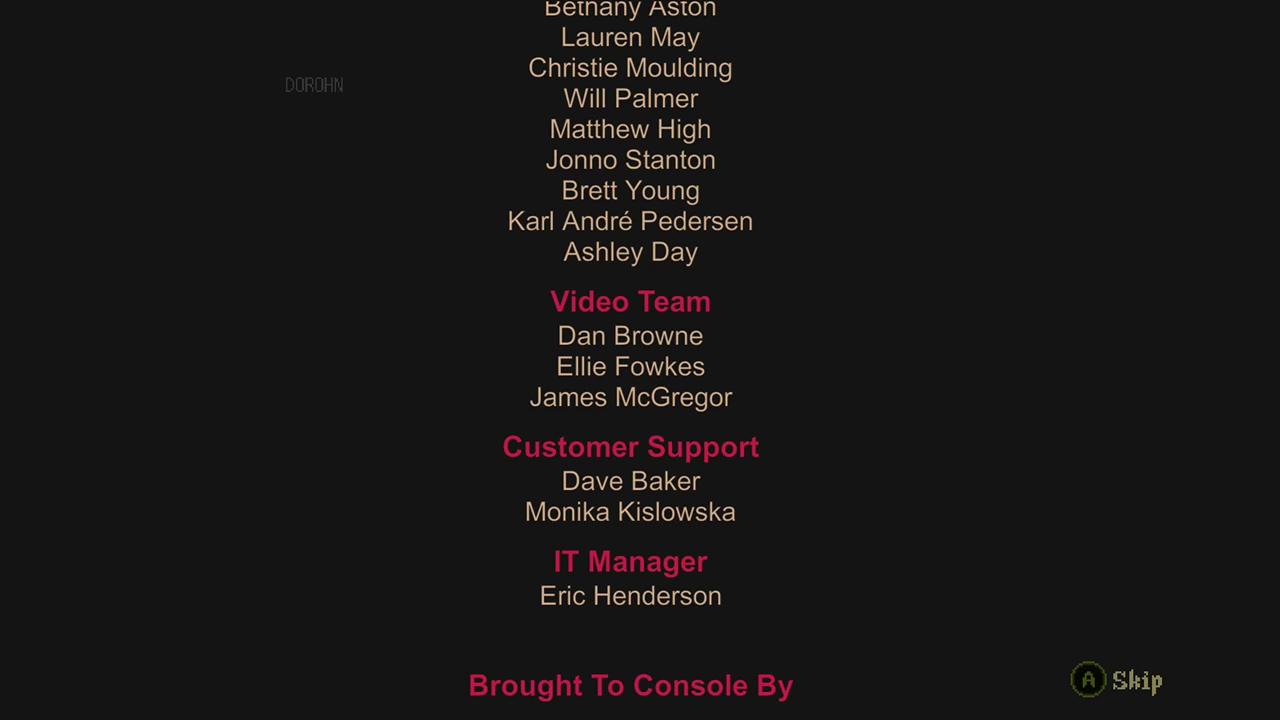 Bethany Aston
Lauren May
Christie Moulding
DOROHN
Will Palmer
Matthew High
Jonno Stanton
Brett Young
Karl André Pedersen
Ashley Day
Video Team
Dan Browne
Ellie Fowkes
James McGregor
Customer Support
Dave Baker
Monika Kislowska
IT Manager
Eric Henderson
Brought To Console By
A Skip